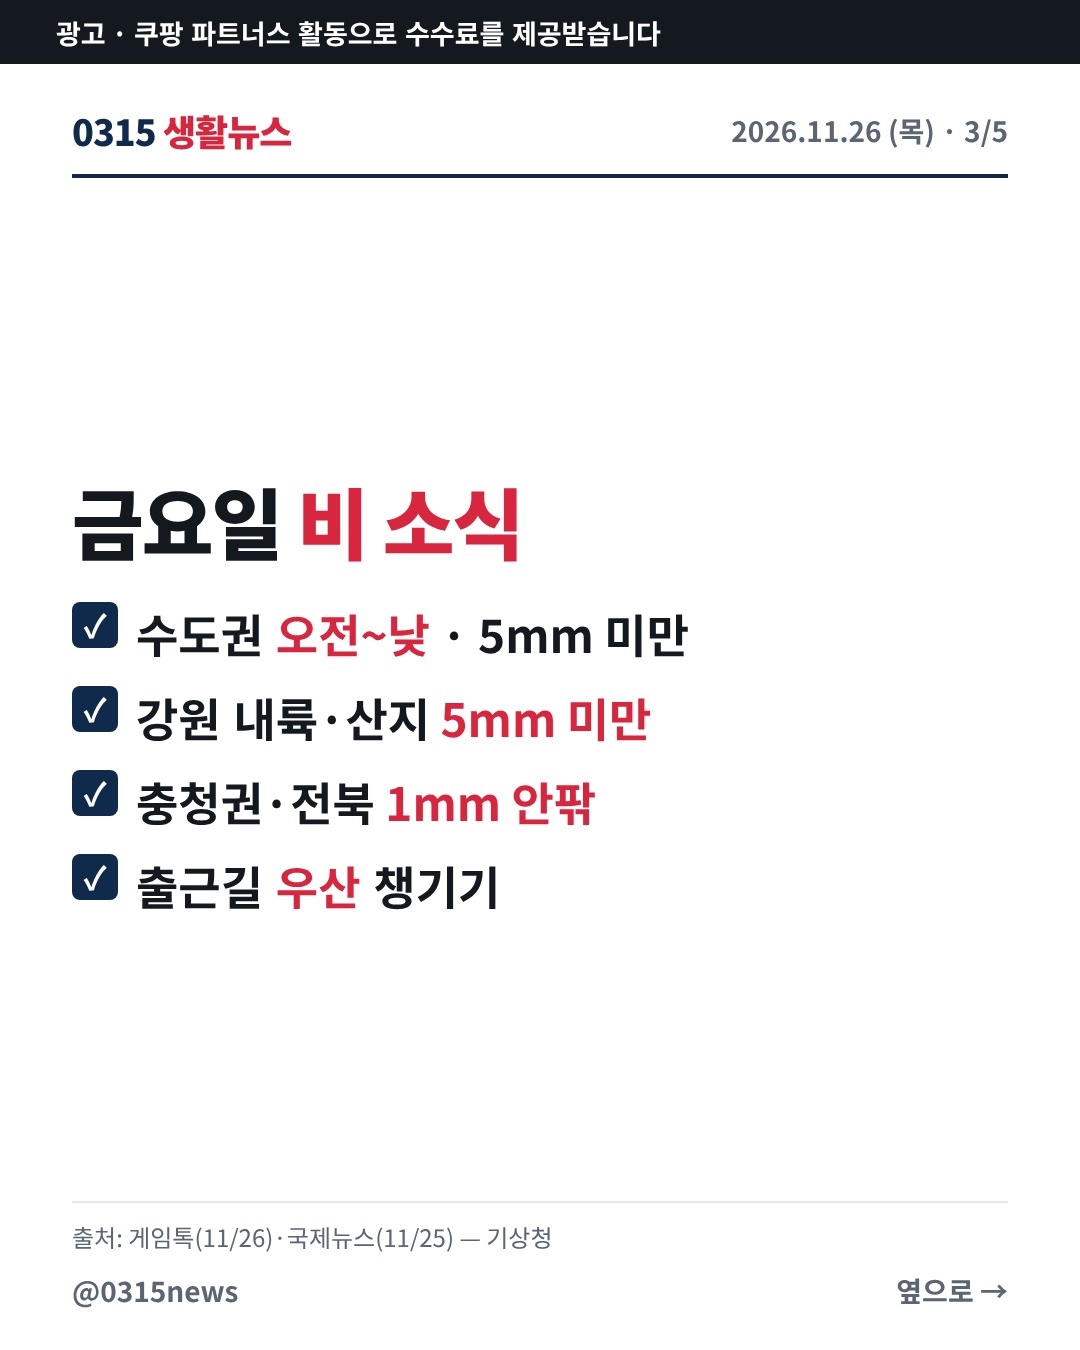 광고 · 쿠팡 파트너스 활동으로 수수료를 제공받습니다
0315 생활뉴스
2026.11.26 (목) · 3/5
금요일 비 소식
✓ 수도권 오전~낮 · 5mm 미만
✓ 강원 내륙·산지 5mm 미만
✓ 충청권·전북 1mm 안팎
✓ 출근길 우산 챙기기
출처: 게임톡(11/26)·국제뉴스(11/25) — 기상청
@0315news
옆으로 →